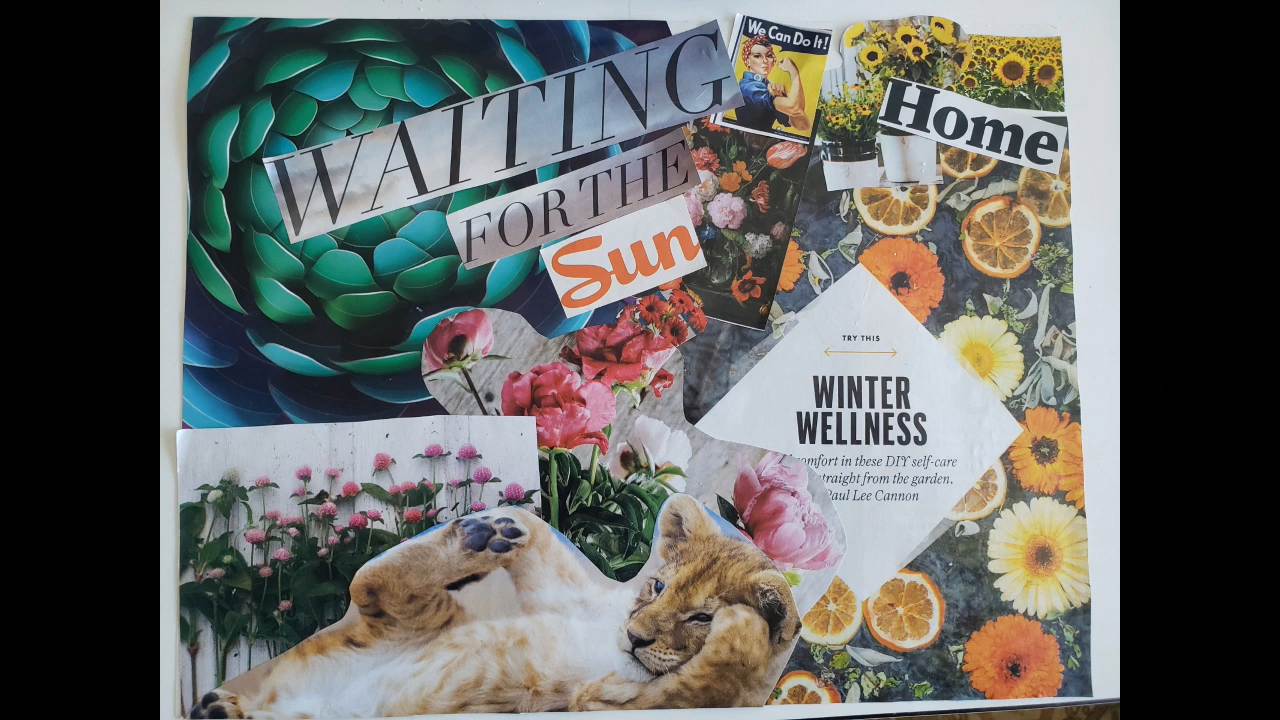 WAITING
FOR THE
Sun
We Can Do It!
Home
TRY THIS
WINTER
WELLNESS
comfort in these DIY self-care
straight from the garden.
Paul Lee Cannon